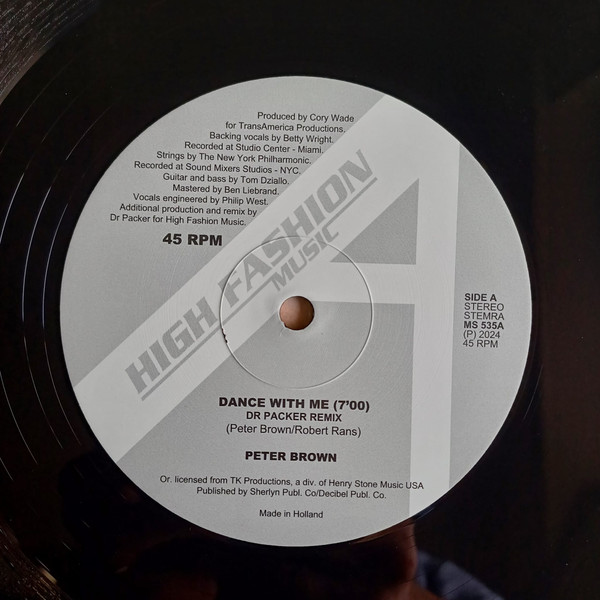 Produced by Cory Wade
for TransAmerica Productions.
Backing vocals by Betty Wright.
Recorded at Studio Center - Miami.
Strings by The New York Philharmonic.
Recorded at Sound Mixers Studios - NYC.
Guitar and bass by Tom Dziallo.
Mastered by Ben Liebrand.
Vocals engineered by Philip West.
Additional production and remix by
Dr Packer for High Fashion Music.
45 RPM
HIGH FASHION
MUSIC
SIDE A
STEREO
STEMRA
MS 535A
(P) 2024
45 RPM
DANCE WITH ME (7'00)
DR PACKER REMIX
(Peter Brown/Robert Rans)
PETER BROWN
Or. licensed from TK Productions, a div. of Henry Stone Music USA
Published by Sherlyn Publ. Co/Decibel Publ. Co.
Made in Holland